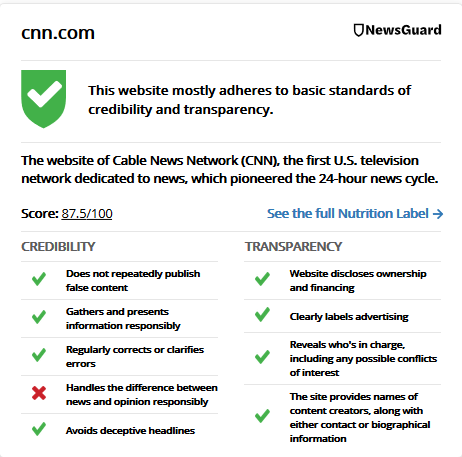 cnn.com
NewsGuard
This website mostly adheres to basic standards of
credibility and transparency.
The website of Cable News Network (CNN), the first U.S. television
network dedicated to news, which pioneered the 24-hour news cycle.
Score: 87.5/100
See the full Nutrition Label →
CREDIBILITY
Does not repeatedly publish
false content
Gathers and presents
information responsibly
Regularly corrects or clarifies
errors
Handles the difference between
news and opinion responsibly
Avoids deceptive headlines
TRANSPARENCY
Website discloses ownership
and financing
Clearly labels advertising
Reveals who's in charge,
including any possible conflicts
of interest
The site provides names of
content creators, along with
either contact or biographical
information